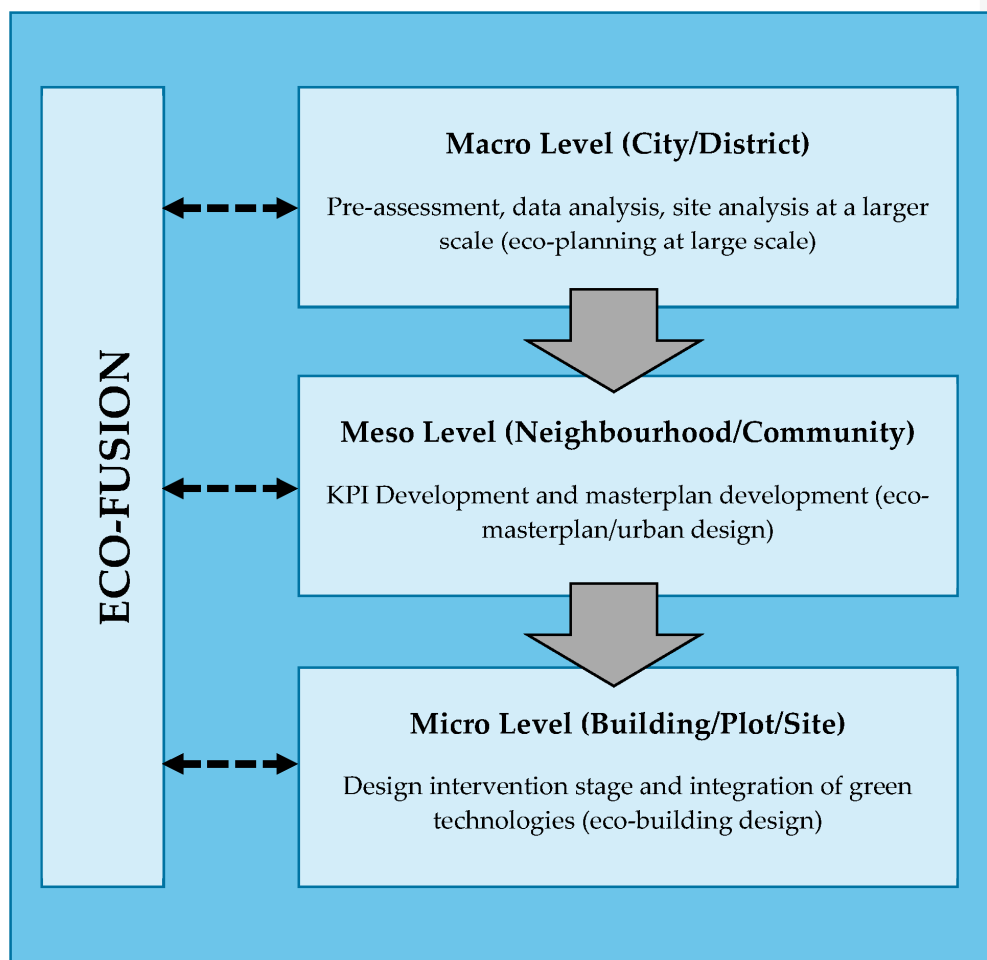 ECO-FUSION
Macro Level (City/District)
Pre-assessment, data analysis, site analysis at a larger
scale (eco-planning at large scale)
Meso Level (Neighbourhood/Community)
KPI Development and masterplan development (eco-
masterplan/urban design)
Micro Level (Building/Plot/Site)
Design intervention stage and integration of green
technologies (eco-building design)